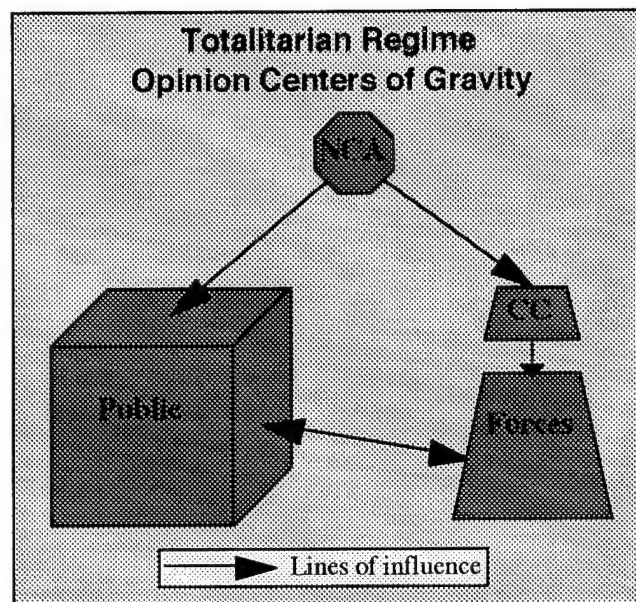 Totalitarian Regime
Opinion Centers of Gravity
NCA
CC
Public
Forces
Lines of influence